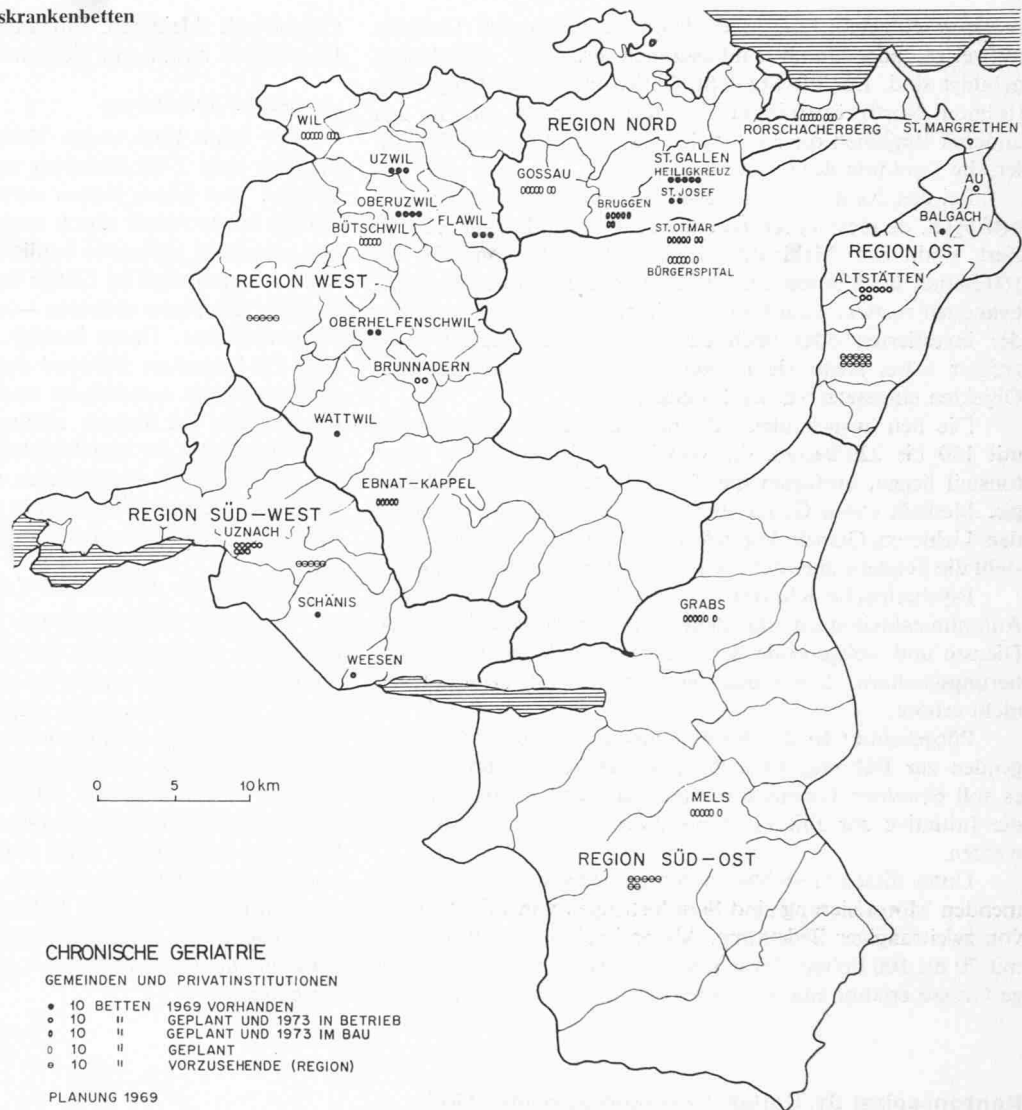 skrankenbetten
WIL
REGION NORD
RORSCHACHERBERG
ST. MARGRETHEN
UZWIL
GOSSAU
ST. GALLEN
HEILIGKREUZ
ST. JOSEF
AU
OBERUZWIL
FLAWIL
BRUGGEN
BALGACH
BÜTSCHWIL
ST. OTMAR
BÜRGERSPITAL
REGION OST
ALTSTÄTTEN
REGION WEST
OBERHELFENSCHWIL
BRUNNADERN
WATTWIL
EBNAT-KAPPEL
REGION SÜD-WEST
UZNACH
SCHÄNIS
GRABS
WEESEN
0 5 10 km
MELS
REGION SÜD-OST
CHRONISCHE GERIATRIE
GEMEINDEN UND PRIVATINSTITUTIONEN
10 BETTEN 1969 VORHANDEN
10 " GEPLANT UND 1973 IN BETRIEB
10 " GEPLANT UND 1973 IM BAU
10 " GEPLANT
10 " VORZUSEHENDE (REGION)
PLANUNG 1969